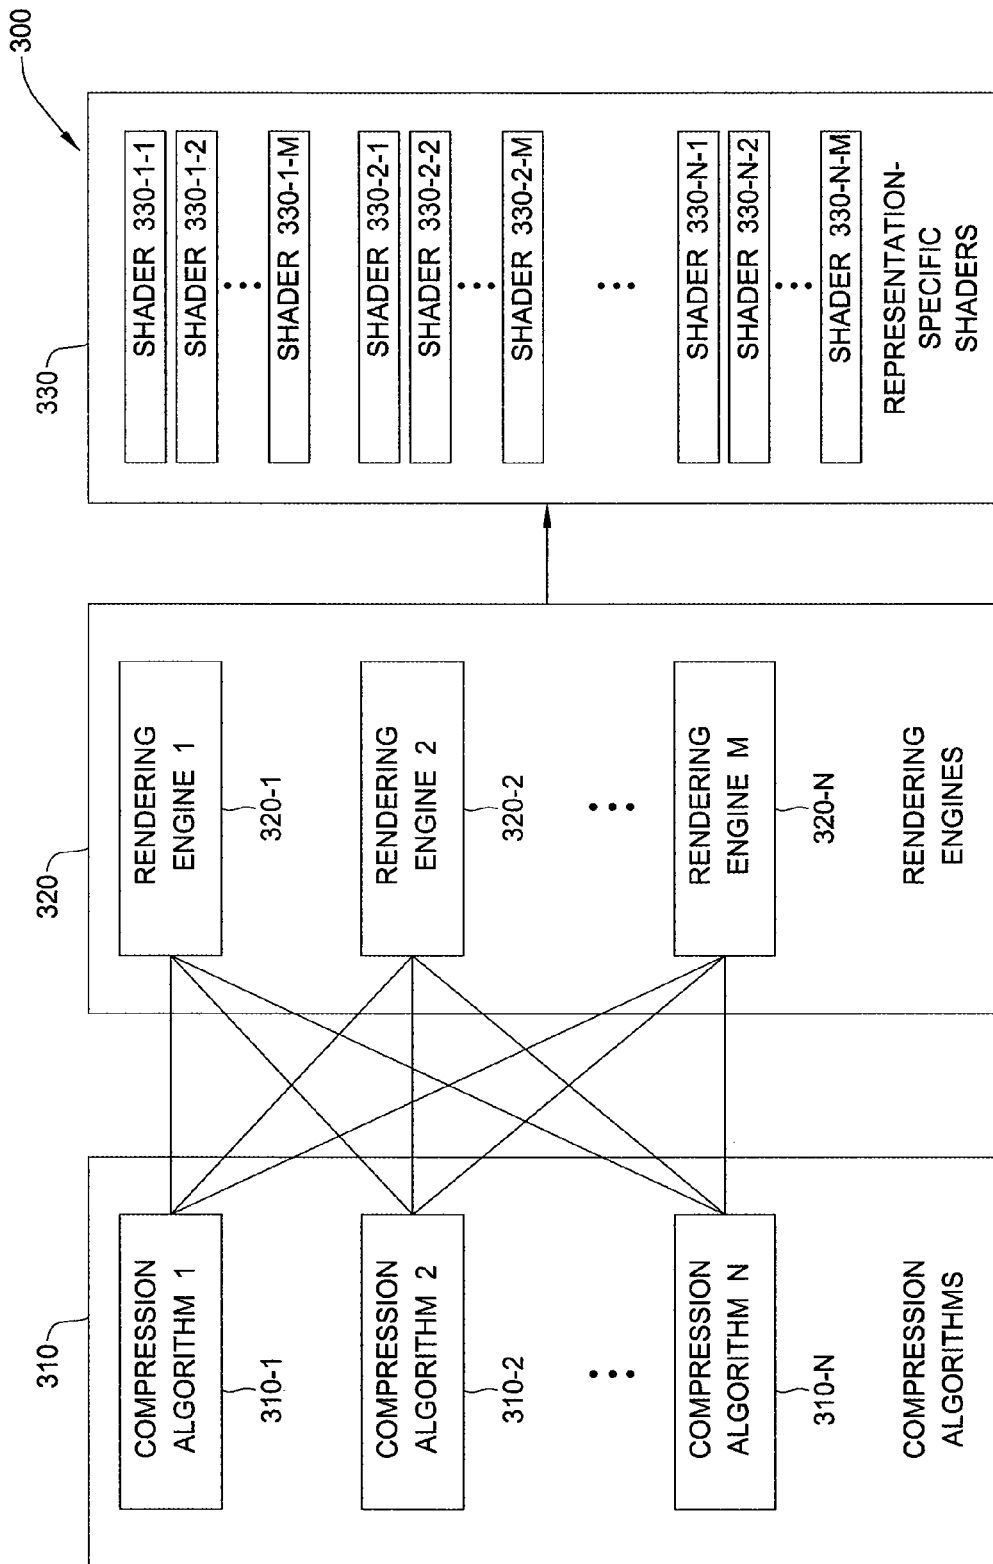 300
310
COMPRESSION
ALGORITHM 1
310-1
COMPRESSION
ALGORITHM 2
310-2
COMPRESSION
ALGORITHM N
310-N
COMPRESSION
ALGORITHMS
320
RENDERING
ENGINE 1
320-1
RENDERING
ENGINE 2
320-2
RENDERING
ENGINE M
320-N
RENDERING
ENGINES
330
SHADER 330-1-1
SHADER 330-1-2
SHADER 330-1-M
SHADER 330-2-1
SHADER 330-2-2
SHADER 330-2-M
SHADER 330-N-1
SHADER 330-N-2
SHADER 330-N-M
REPRESENTATION-
SPECIFIC
SHADERS